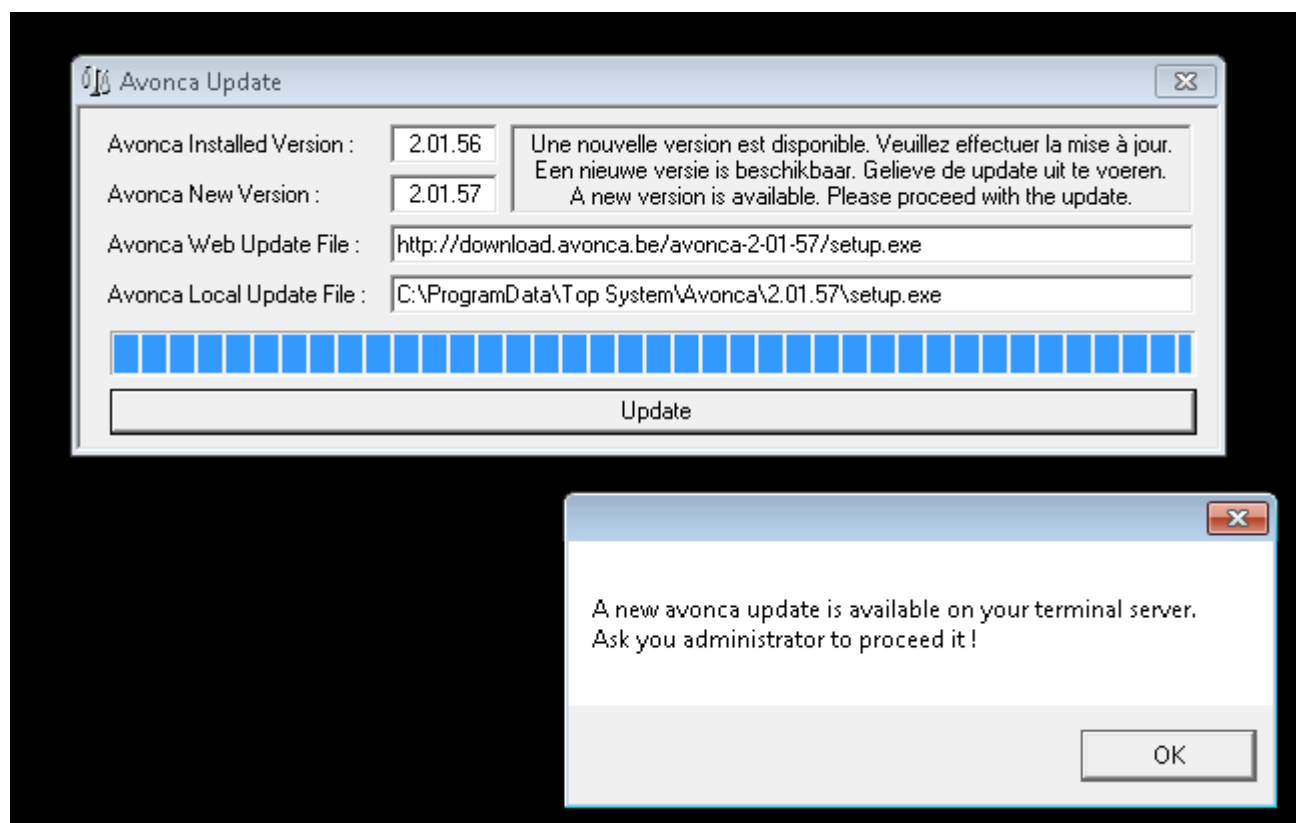 Avonca Update
Avonca Installed Version : 2.01.56
Une nouvelle version est disponible. Veuillez effectuer la mise à jour.
Een nieuwe versie is beschikbaar. Gelieve de update uit te voeren.
A new version is available. Please proceed with the update.
Avonca New Version : 2.01.57
Avonca Web Update File : http://download.avonca.be/avonca-2-01-57/setup.exe
Avonca Local Update File : C:\ProgramData\Top System\Avonca\2.01.57\setup.exe
Update
A new avonca update is available on your terminal server.
Ask you administrator to proceed it !
OK